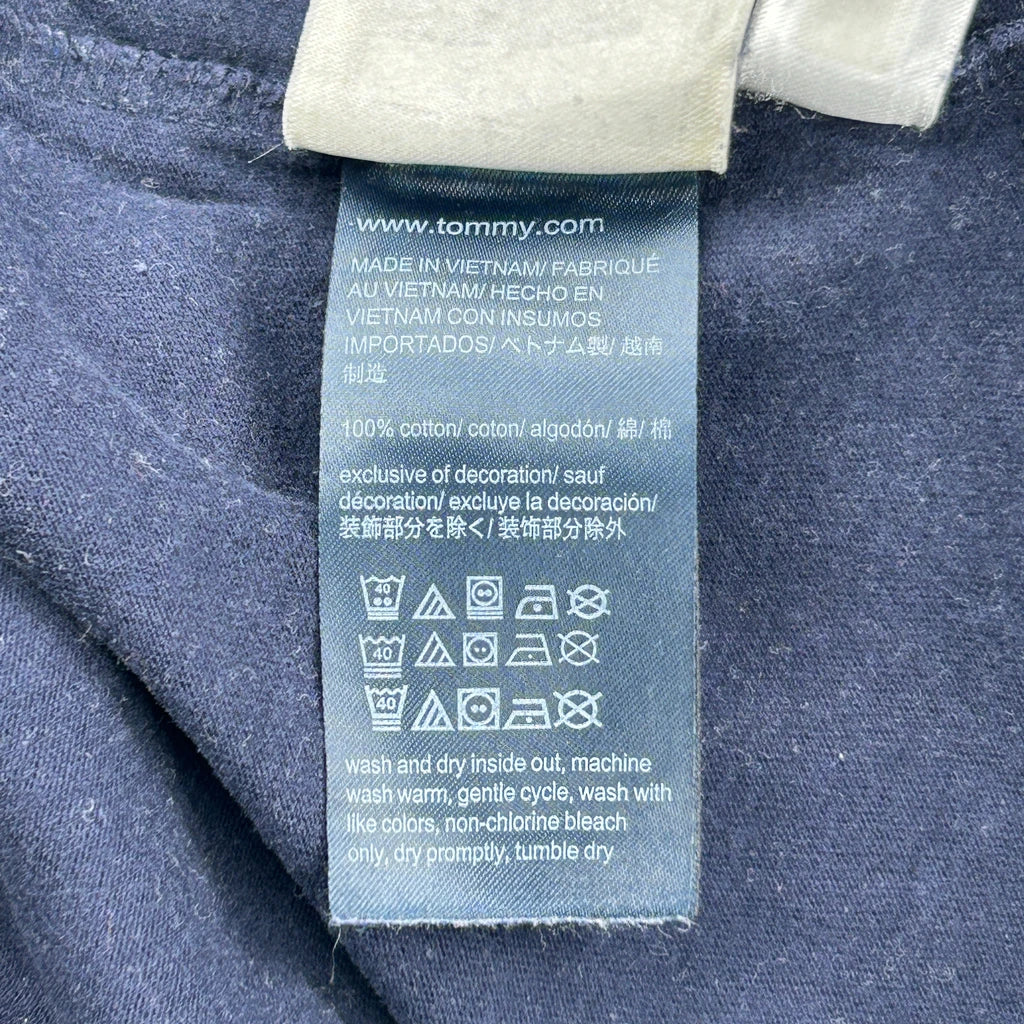 www.tommy.com
MADE IN VIETNAM/ FABRIQUÉ
AU VIETNAM/ HECHO EN
VIETNAM CON INSUMOS
IMPORTADOS/ ベトナム製/ 越南
制造
100% cotton/ coton/ algodón/ 綿/ 棉
exclusive of decoration/ sauf
décoration/ excluye la decoración/
装飾部分を除く/ 装饰部分除外
40
40
40
wash and dry inside out, machine
wash warm, gentle cycle, wash with
like colors, non-chlorine bleach
only, dry promptly, tumble dry